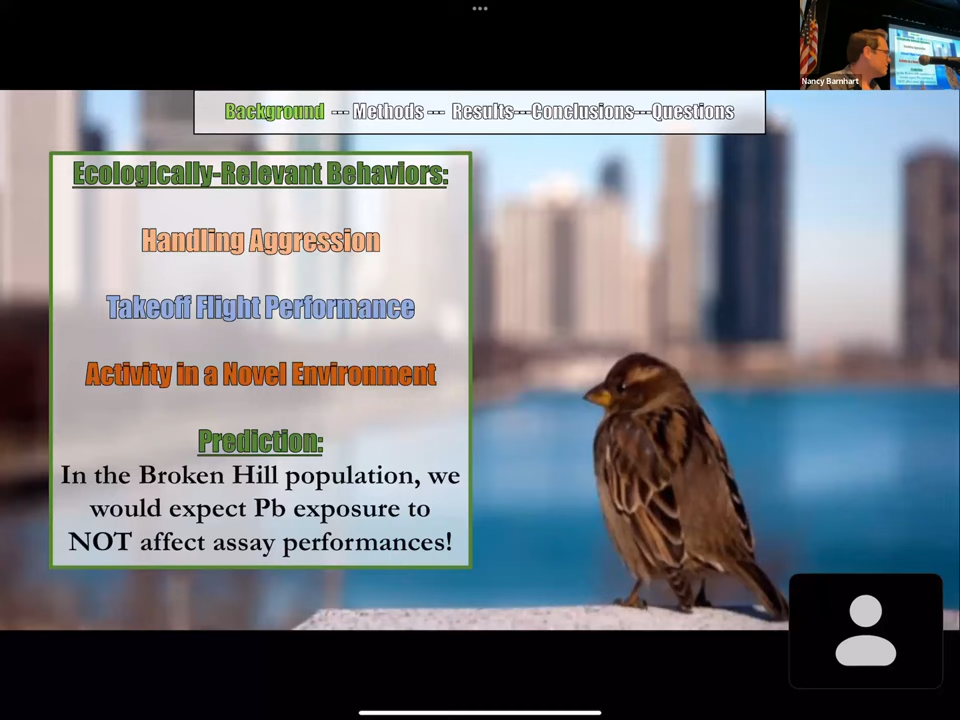 Nancy Barnhart
Background --- Methods --- Results---Conclusions---Questions
Ecologically-Relevant Behaviors:
Handling Aggression
Takeoff Flight Performance
Activity in a Novel Environment
Prediction:
In the Broken Hill population, we
would expect Pb exposure to
NOT affect assay performances!